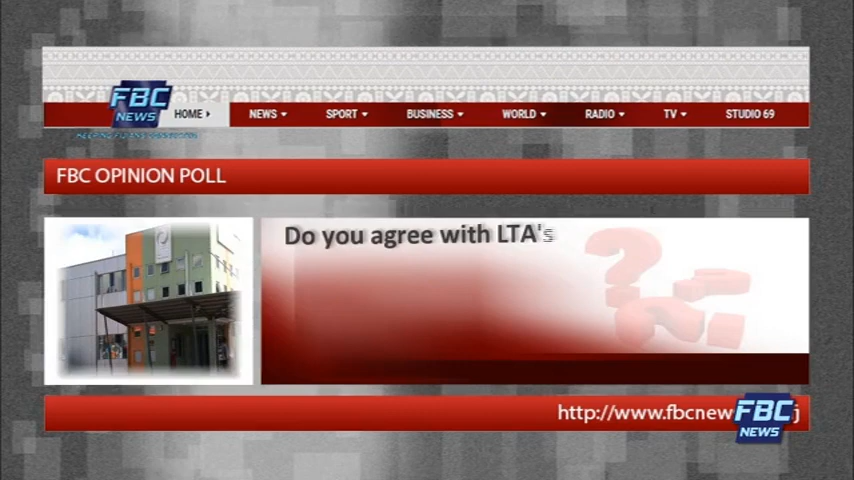 FBC
NEWS
HOME NEWS SPORT BUSINESS WORLD RADIO TV STUDIO 69
FBC OPINION POLL
Do you agree with LTA's
http://www.fbcnew j
FBC
NEWS